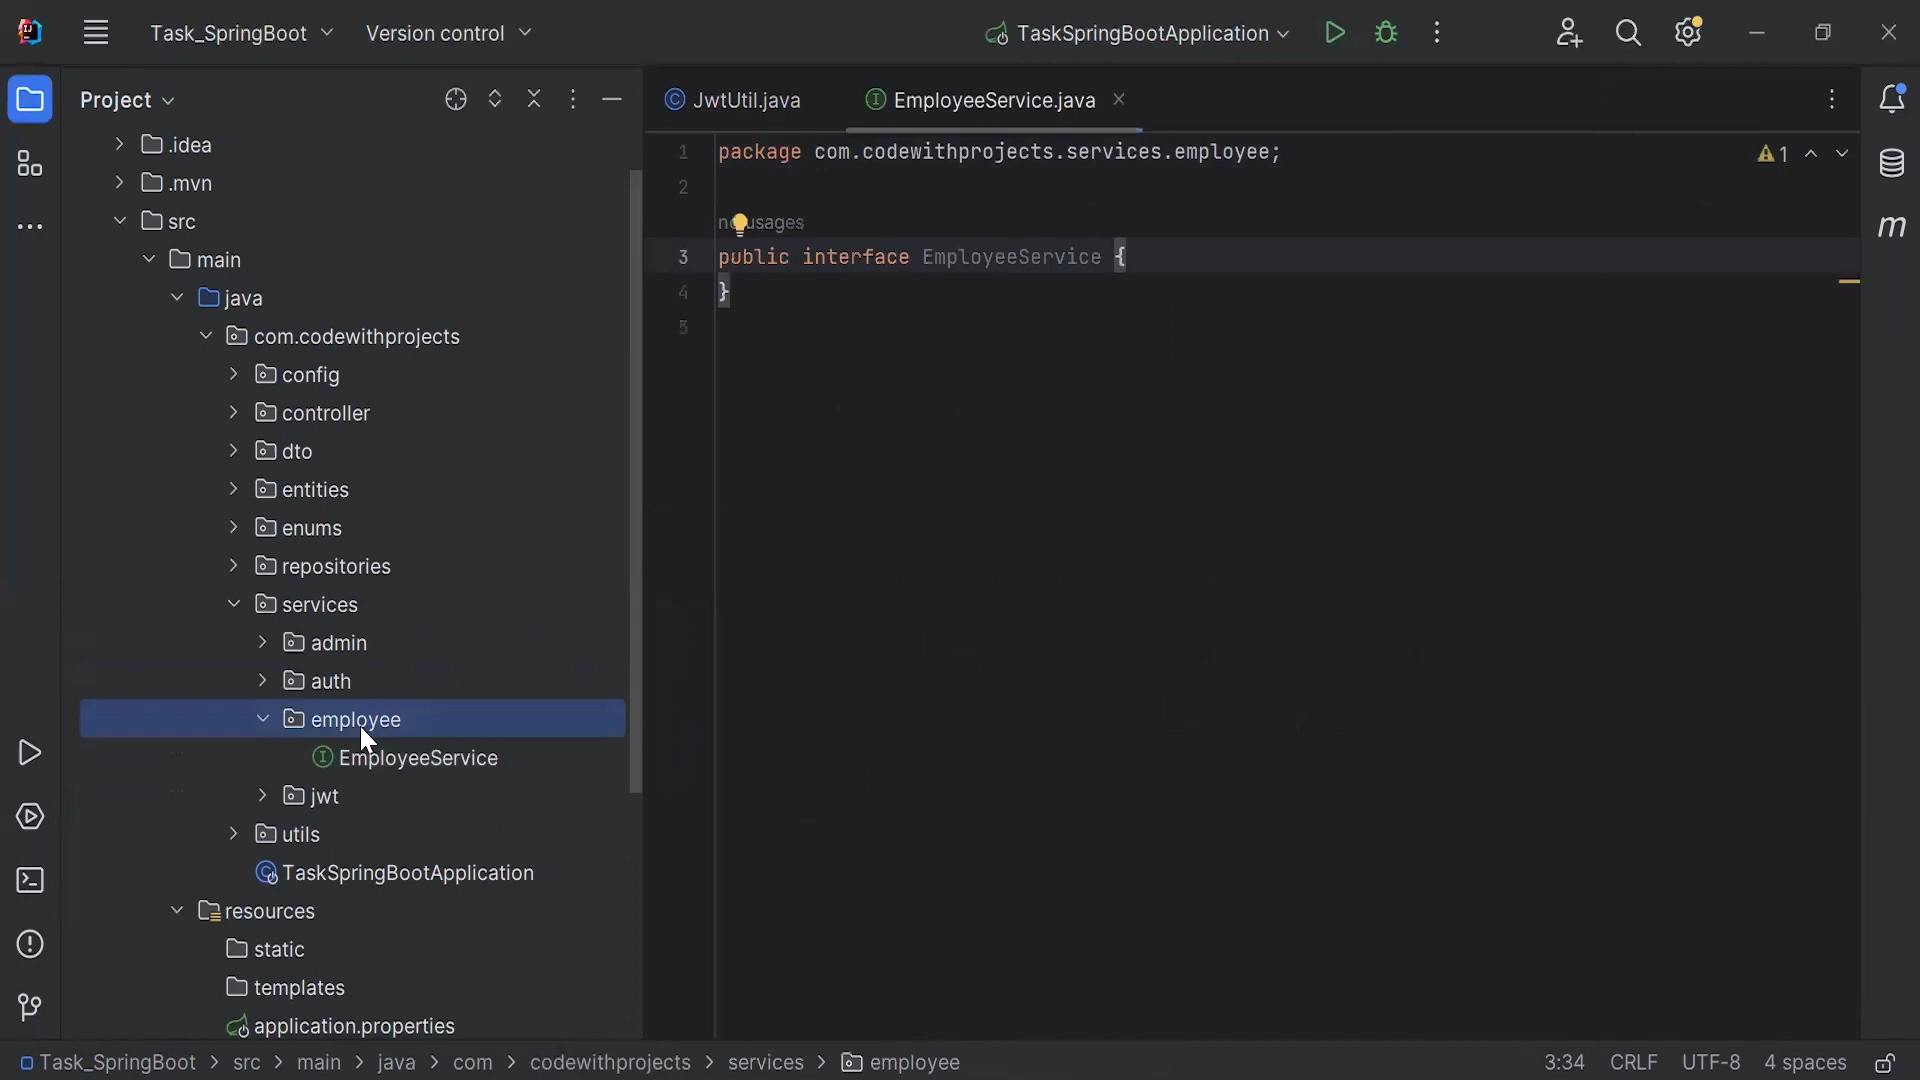 Task_SpringBoot
Version control
TaskSpringBootApplication
Project
.idea
.mvn
src
main
java
com.codewithprojects
config
controller
dto
entities
enums
repositories
services
admin
auth
employee
EmployeeService
jwt
utils
TaskSpringBootApplication
resources
static
templates
application.properties
JwtUtil.java
EmployeeService.java
1 package com.codewithprojects.services.employee;
2
no usages
3 public interface EmployeeService {
4 }
5
1
m
Task_SpringBoot > src > main > java > com > codewithprojects > services > employee
3:34 CRLF UTF-8 4 spaces